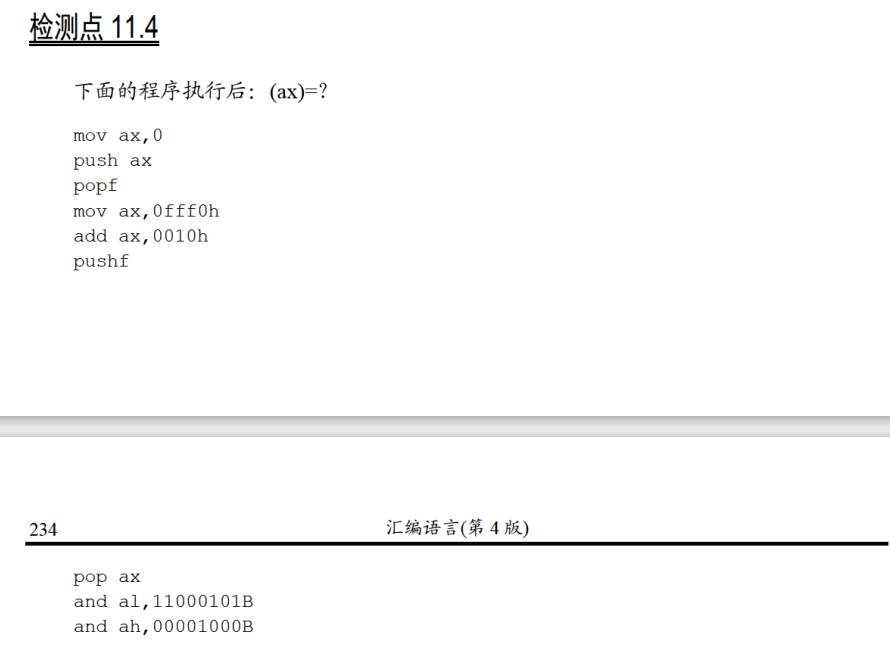 检测点 11.4
下面的程序执行后：(ax)=?
mov ax,0
push ax
popf
mov ax,0fff0h
add ax,0010h
pushf
234 汇编语言(第 4 版)
pop ax
and al,11000101B
and ah,00001000B